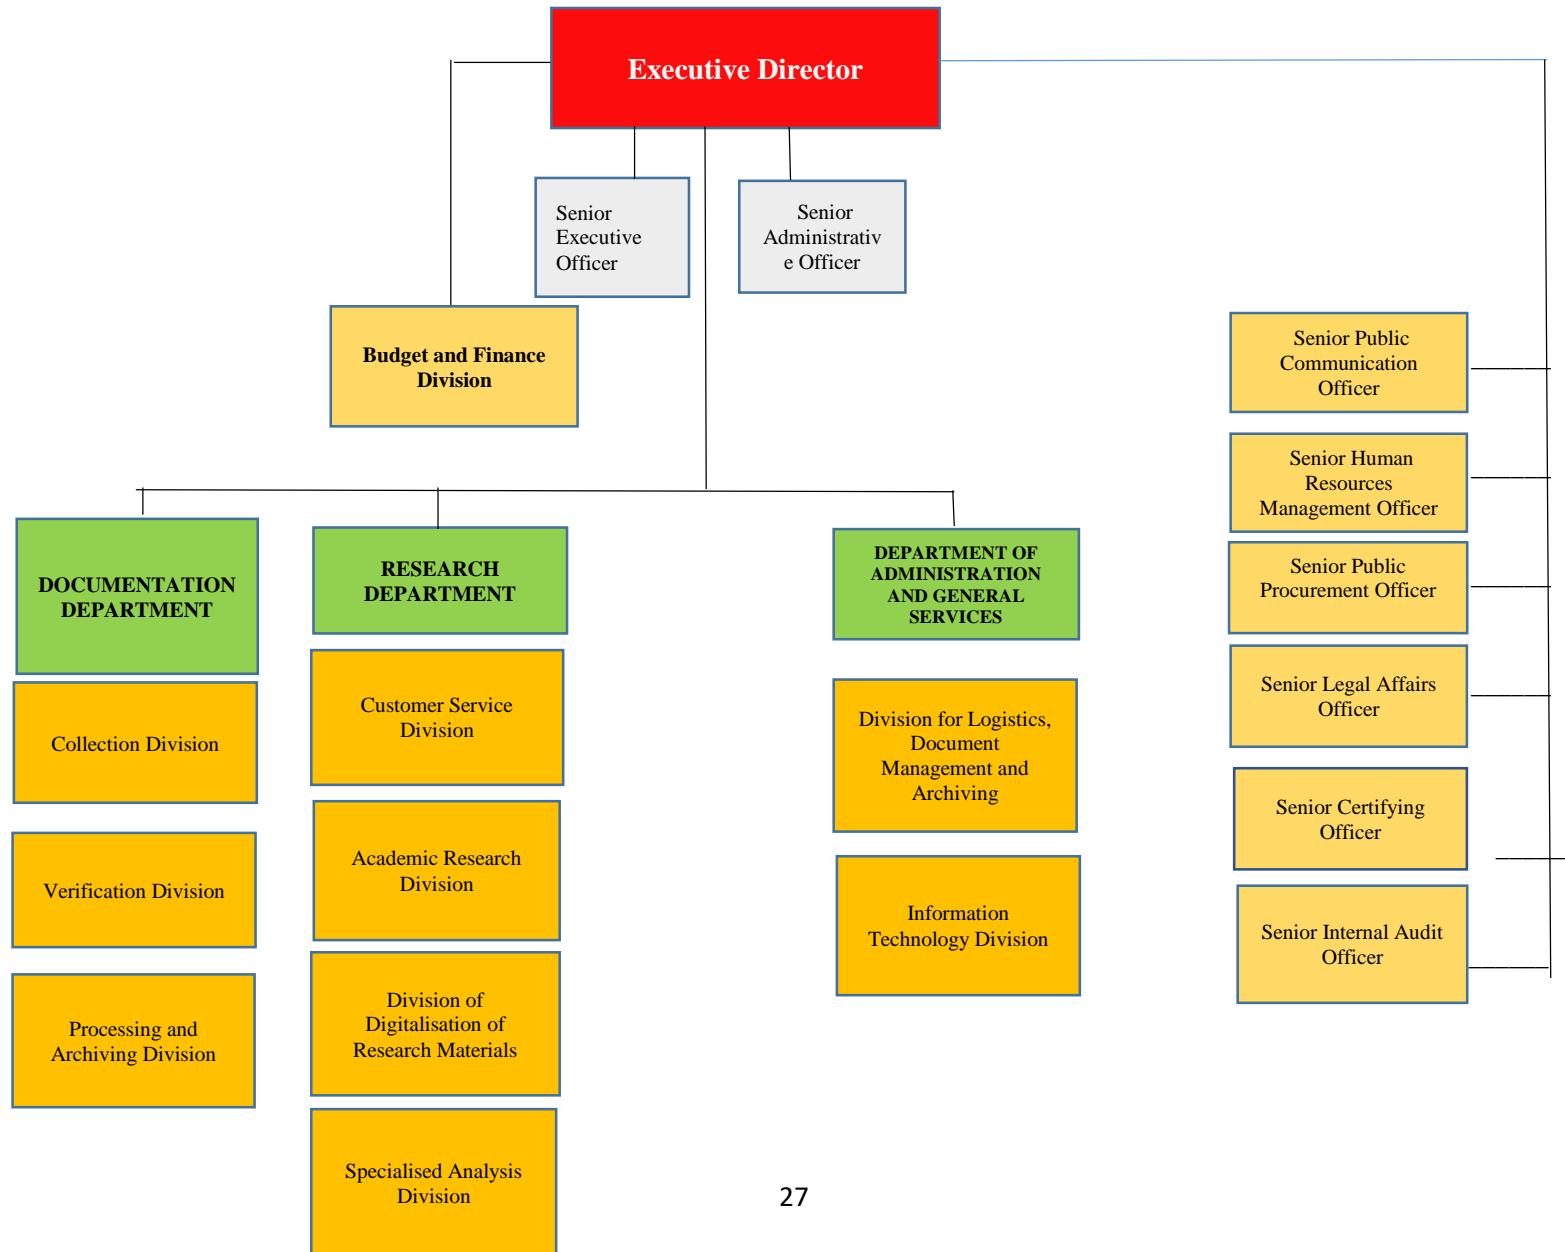 Executive Director
Senior
Executive
Officer
Senior
Administrativ
e Officer
Budget and Finance
Division
Senior Public
Communication
Officer
Senior Human
Resources
Management Officer
Senior Public
Procurement Officer
Senior Legal Affairs
Officer
Senior Certifying
Officer
Senior Internal Audit
Officer
DOCUMENTATION
DEPARTMENT
Collection Division
Verification Division
Processing and
Archiving Division
RESEARCH
DEPARTMENT
Customer Service
Division
Academic Research
Division
Division of
Digitalisation of
Research Materials
Specialised Analysis
Division
DEPARTMENT OF
ADMINISTRATION
AND GENERAL
SERVICES
Division for Logistics,
Document
Management and
Archiving
Information
Technology Division
27